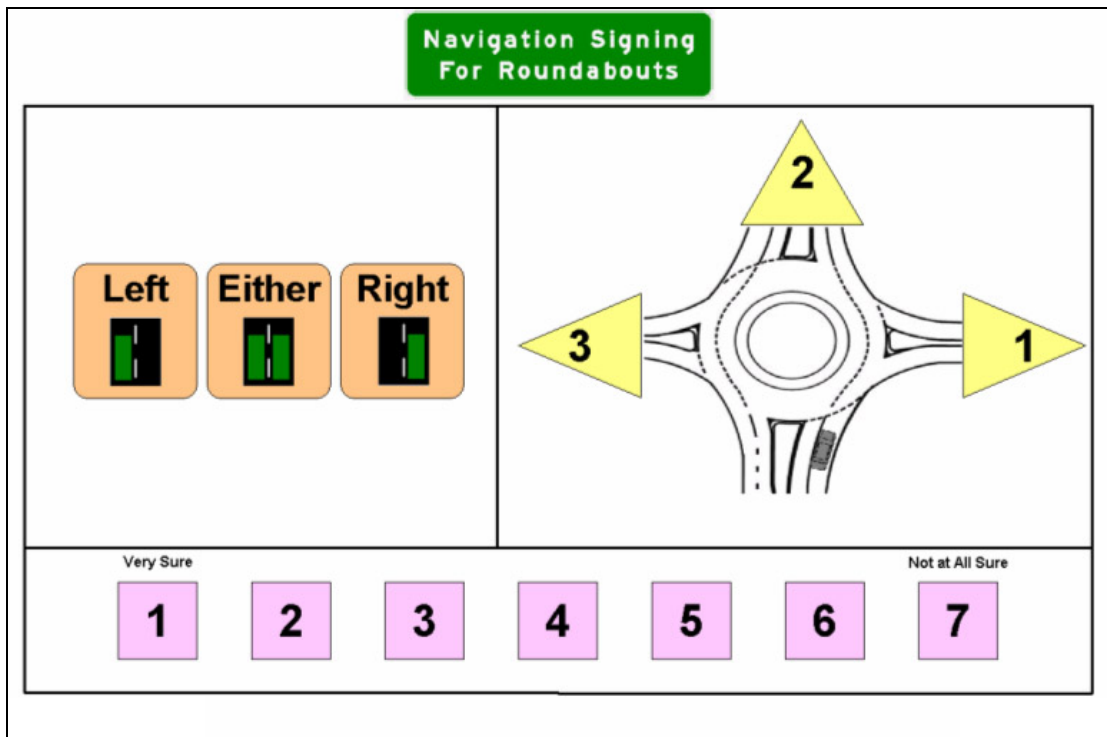 Navigation Signing
For Roundabouts
Left Either Right
2
3
1
Very Sure Not at All Sure
1 2 3 4 5 6 7